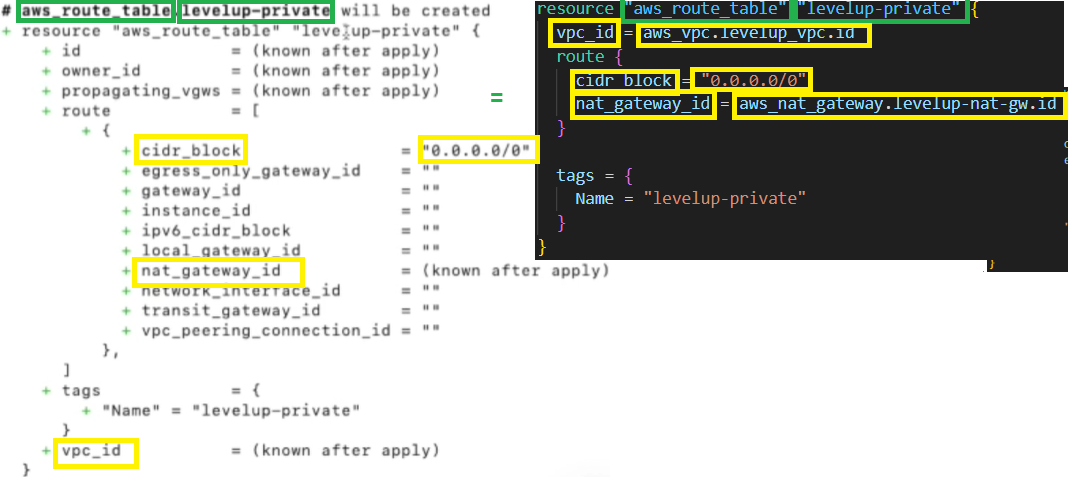 # aws_route_table.levelup-private will be created
+ resource "aws_route_table" "levelup-private" {
+ id = (known after apply)
+ owner_id = (known after apply)
+ propagating_vgws = (known after apply)
+ route = [
+ {
+ cidr_block = "0.0.0.0/0"
+ egress_only_gateway_id = ""
+ gateway_id = ""
+ instance_id = ""
+ ipv6_cidr_block = ""
+ local_gateway_id = ""
+ nat_gateway_id = (known after apply)
+ network_interface_id = ""
+ transit_gateway_id = ""
+ vpc_peering_connection_id = ""
},
]
+ tags = {
+ "Name" = "levelup-private"
}
+ vpc_id = (known after apply)
}
=
resource "aws_route_table" "levelup-private" {
vpc_id = aws_vpc.levelup_vpc.id
route {
cidr_block = "0.0.0.0/0"
nat_gateway_id = aws_nat_gateway.levelup-nat-gw.id
}
tags = {
Name = "levelup-private"
}
}
}